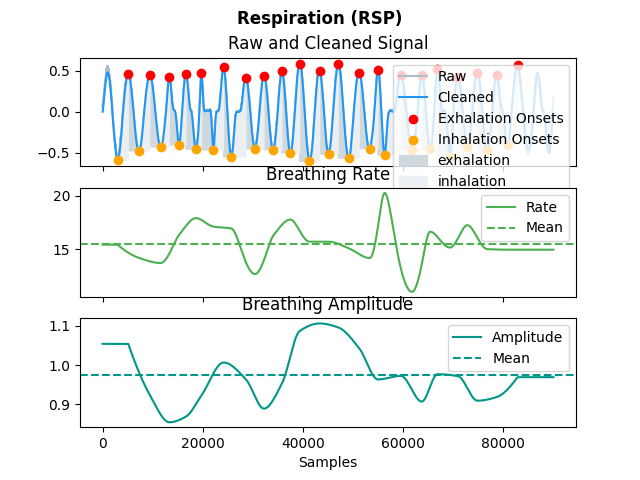 Respiration (RSP)
Raw and Cleaned Signal
0.5
0.0
−0.5
Raw
Cleaned
Exhalation Onsets
Inhalation Onsets
exhalation
inhalation
Breathing Rate
20
15
Rate
Mean
Breathing Amplitude
1.1
1.0
0.9
Amplitude
Mean
0 20000 40000 60000 80000
Samples